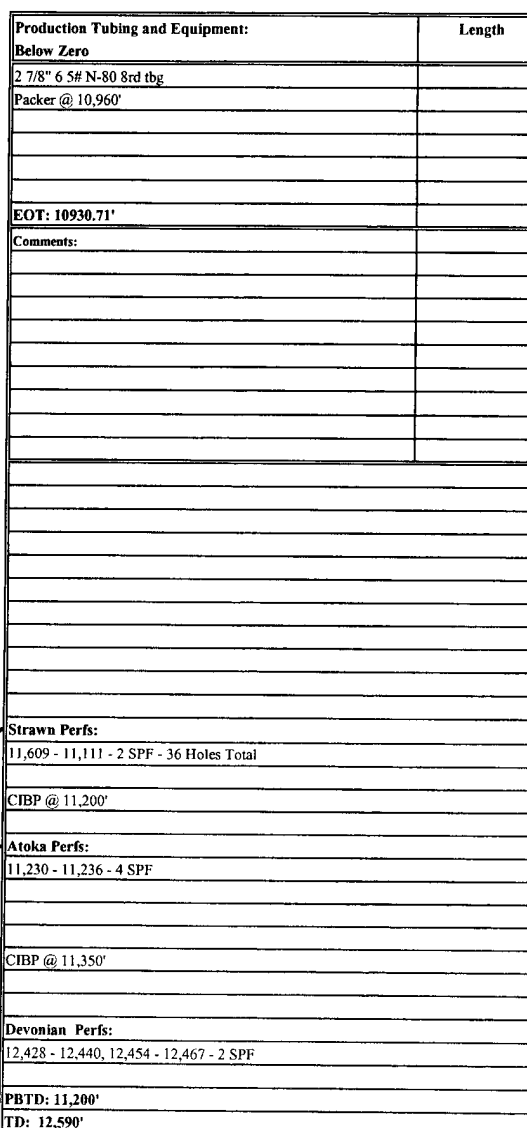 Production Tubing and Equipment: Length
Below Zero
2 7/8" 6 5# N-80 8rd tbg
Packer @ 10,960'
EOT: 10930.71'
Comments:
Strawn Perfs:
11,609 - 11,111 - 2 SPF - 36 Holes Total
CIBP @ 11,200'
Atoka Perfs:
11,230 - 11,236 - 4 SPF
CIBP @ 11,350'
Devonian Perfs:
12,428 - 12,440, 12,454 - 12,467 - 2 SPF
PBTD: 11,200'
TD: 12,590'